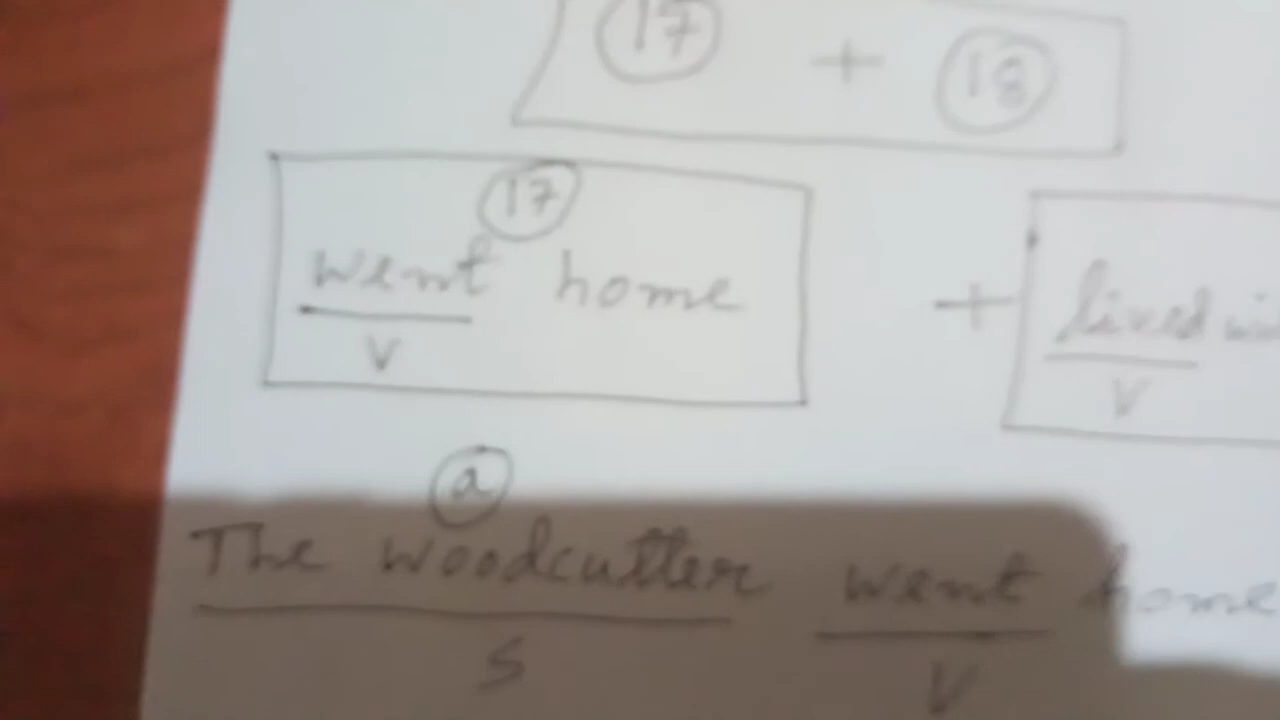 17 + 18
17
went home + lived
V V
a
The woodcutter went home
S V